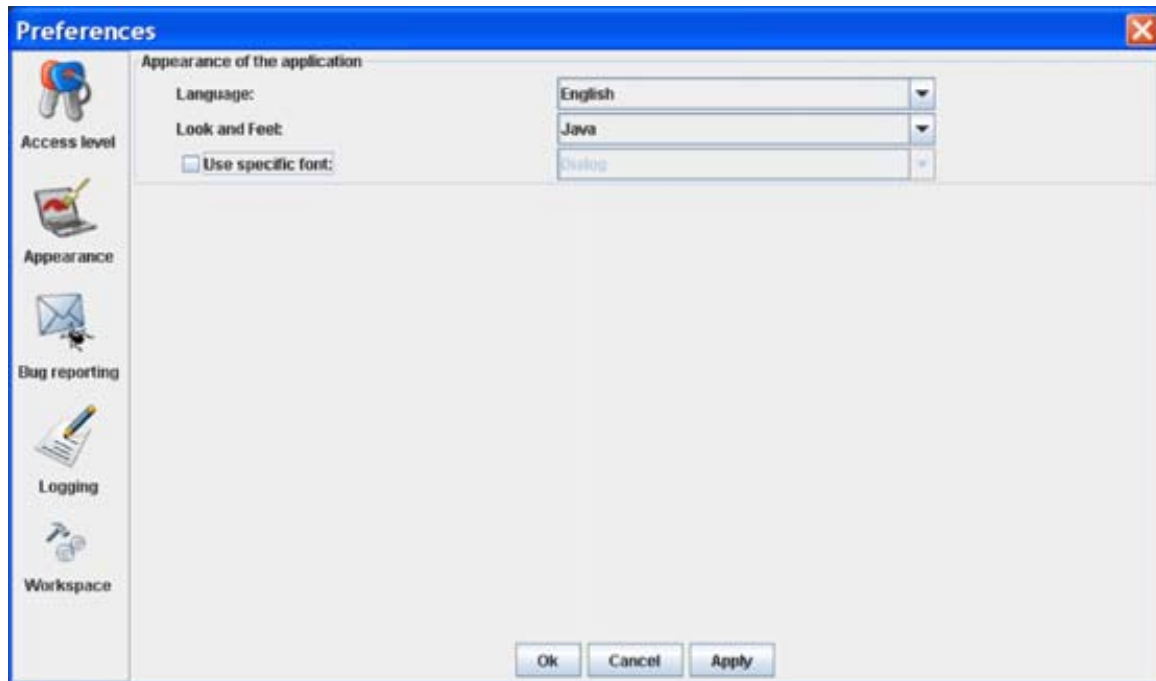 Preferences
Access level
Appearance
Bug reporting
Logging
Workspace
Appearance of the application
Language: English
Look and Feel: Java
Use specific font: Dialog
Ok Cancel Apply